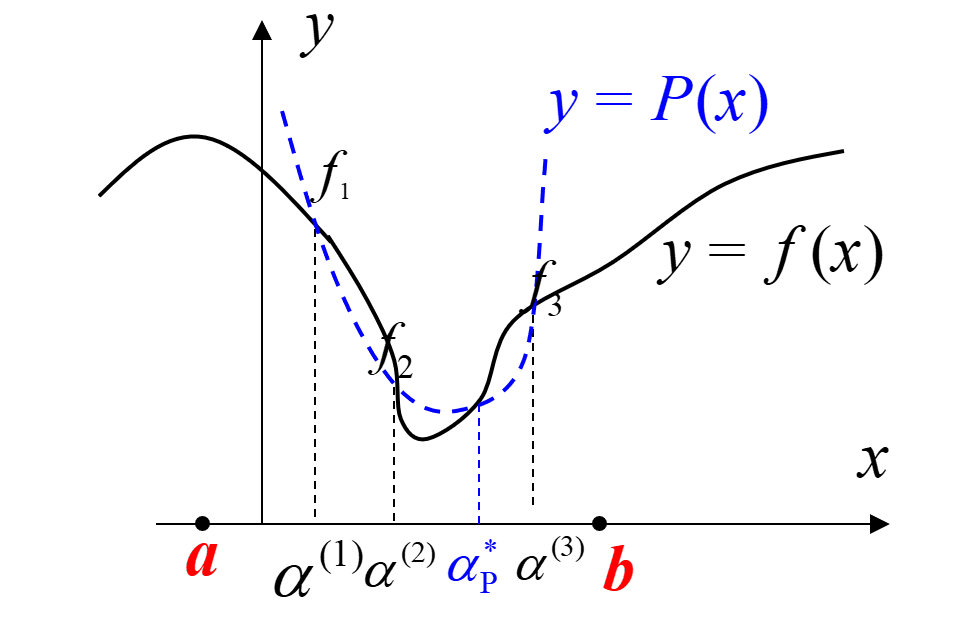 y
y = P(x)
f₁
y = f(x)
f₃
f₂
x
a α⁽¹⁾ α⁽²⁾ α*ₚ α⁽³⁾ b